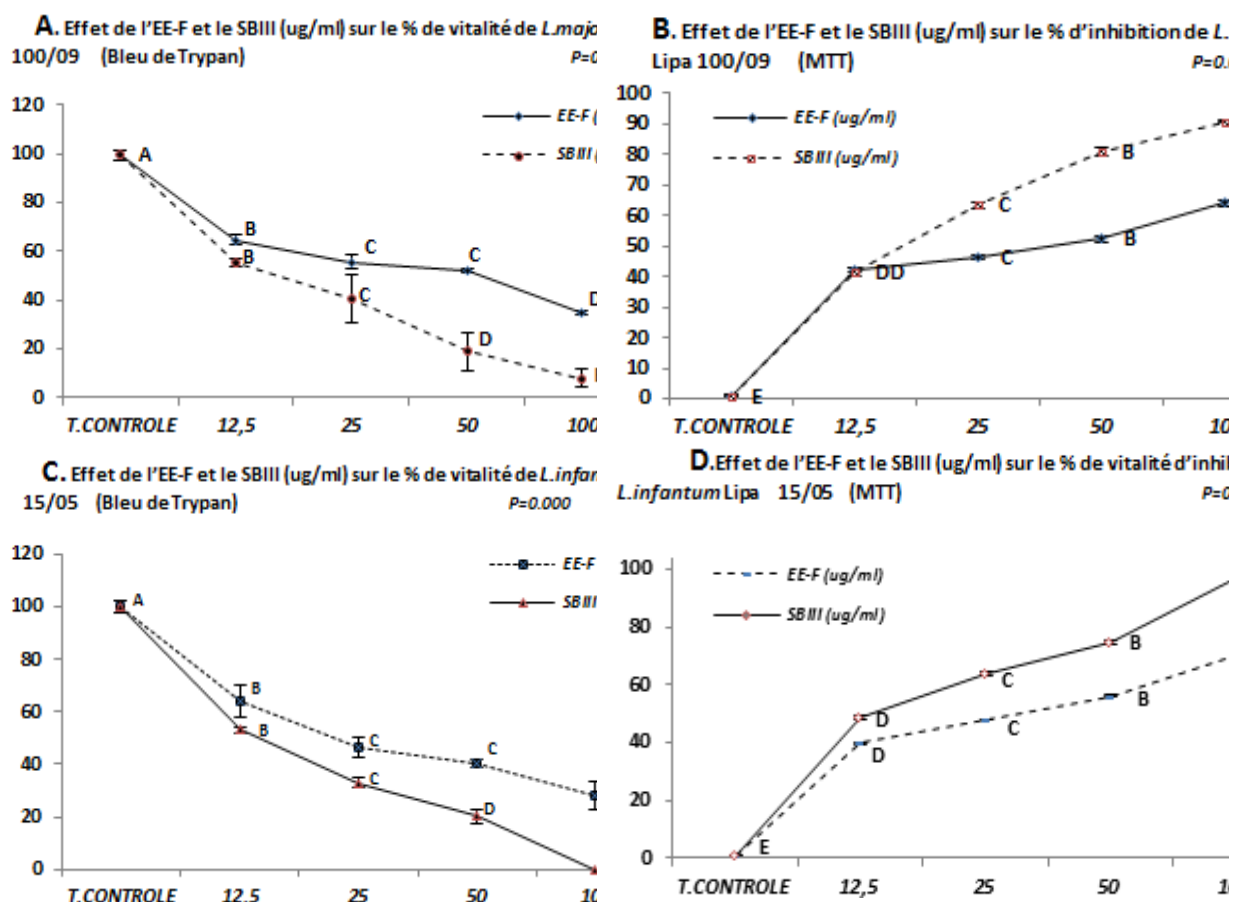 A. Effet de l'EE-F et le SBIII (ug/ml) sur le % de vitalité de L.majo
100/09 (Bleu de Trypan) P=0
120
100
80
60
40
20
0
EE-F (
SBIII (
A
B
B
C
C
C
D
D
T.CONTROLE 12,5 25 50 100
B. Effet de l'EE-F et le SBIII (ug/ml) sur le % d'inhibition de L.
Lipa 100/09 (MTT) P=0.
100
90
80
70
60
50
40
30
20
10
0
EE-F (ug/ml)
SBIII (ug/ml)
E
DD
C
C
B
B
T.CONTROLE 12,5 25 50 10
C. Effet de l'EE-F et le SBIII (ug/ml) sur le % de vitalité de L.infan
15/05 (Bleu de Trypan) P=0.000
120
100
80
60
40
20
0
EE-F
SBIII
A
B
B
C
C
C
D
T.CONTROLE 12,5 25 50 10
D.Effet de l'EE-F et le SBIII (ug/ml) sur le % de vitalité d'inhil
L.infantum Lipa 15/05 (MTT) P=0
100
80
60
40
20
0
EE-F (ug/ml)
SBIII (ug/ml)
E
D
D
C
C
B
B
T.CONTROLE 12,5 25 50 10